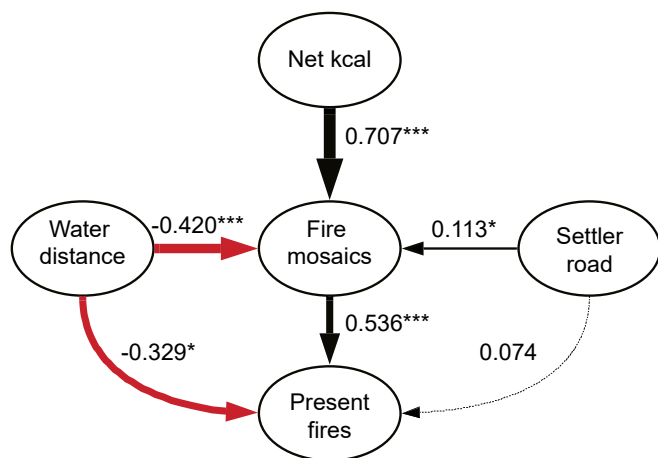 Net kcal
0.707***
Water
distance
-0.420***
Fire
mosaics
0.113*
Settler
road
-0.329*
0.536***
0.074
Present
fires